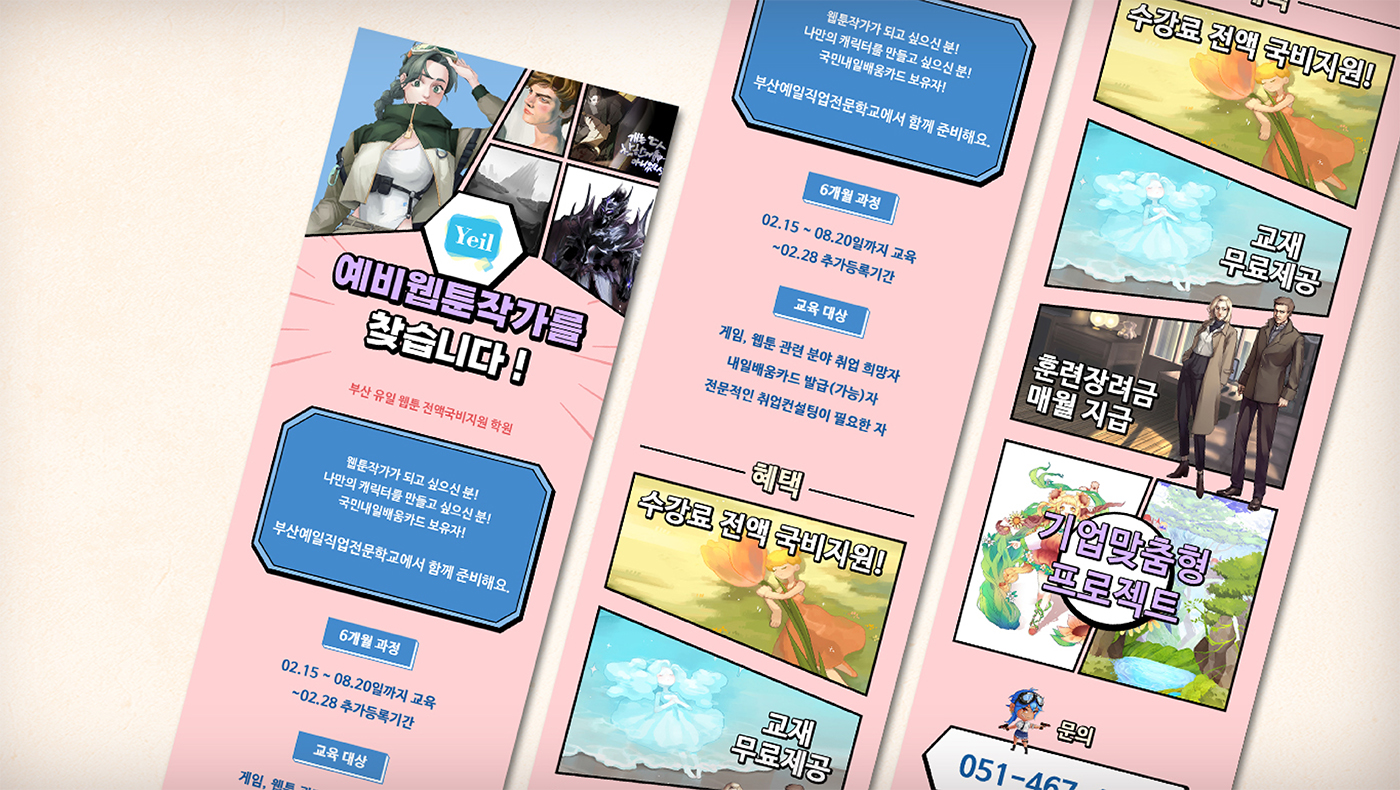 Yeil
예비웹툰작가를
찾습니다 !
부산 유일 웹툰 전액국비지원 학원
웹툰작가가 되고 싶으신 분!
나만의 캐릭터를 만들고 싶으신 분!
국민내일배움카드 보유자!
부산예일직업전문학교에서 함께 준비해요.
6개월 과정
02.15 ~ 08.20일까지 교육
~02.28 추가등록기간
교육 대상
게임, 웹툰
웹툰작가가 되고 싶으신 분!
나만의 캐릭터를 만들고 싶으신 분!
국민내일배움카드 보유자!
부산예일직업전문학교에서 함께 준비해요.
6개월 과정
02.15 ~ 08.20일까지 교육
~02.28 추가등록기간
교육 대상
게임, 웹툰 관련 분야 취업 희망자
내일배움카드 발급(가능)자
전문적인 취업컨설팅이 필요한 자
혜택
수강료 전액 국비지원!
교재
무료제공
수강료 전액 국비지원!
교재
무료제공
훈련장려금
매월 지급
기업맞춤형
프로젝트
문의
051-467